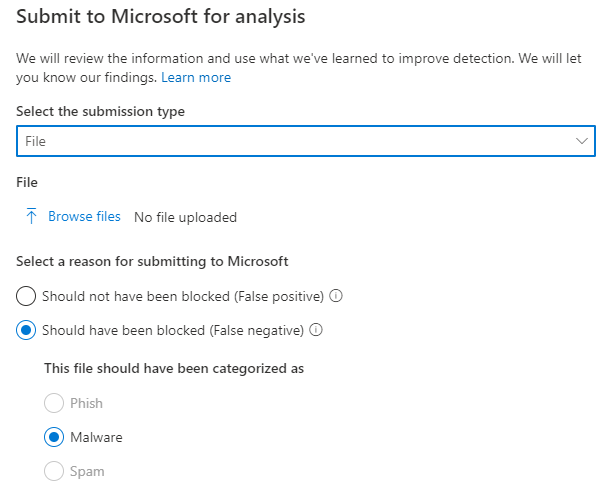 Submit to Microsoft for analysis
We will review the information and use what we've learned to improve detection. We will let
you know our findings. Learn more
Select the submission type
File
File
Browse files No file uploaded
Select a reason for submitting to Microsoft
Should not have been blocked (False positive)
Should have been blocked (False negative)
This file should have been categorized as
Phish
Malware
Spam